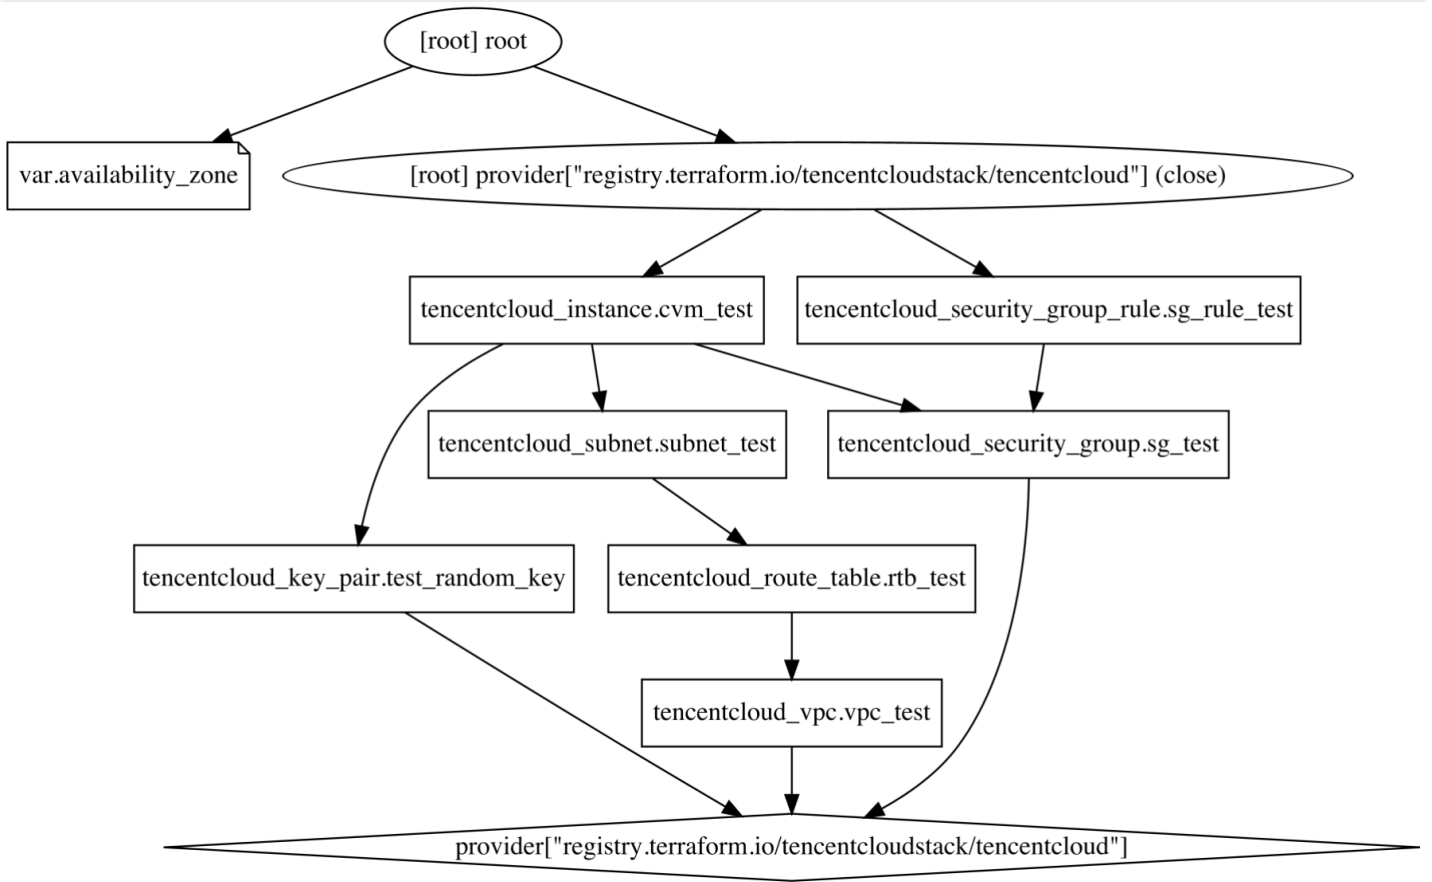 [root] root
var.availability_zone
[root] provider["registry.terraform.io/tencentcloudstack/tencentcloud"] (close)
tencentcloud_instance.cvm_test
tencentcloud_security_group_rule.sg_rule_test
tencentcloud_subnet.subnet_test
tencentcloud_security_group.sg_test
tencentcloud_key_pair.test_random_key
tencentcloud_route_table.rtb_test
tencentcloud_vpc.vpc_test
provider["registry.terraform.io/tencentcloudstack/tencentcloud"]